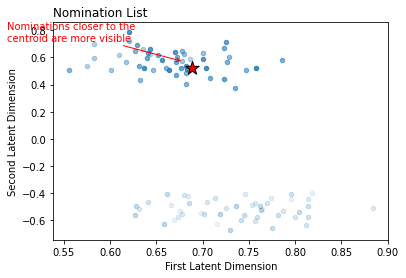 Nomination List
Nominations closer to the
centroid are more visible
0.8
0.6
0.4
0.2
0.0
−0.2
−0.4
−0.6
Second Latent Dimension
0.55 0.60 0.65 0.70 0.75 0.80 0.85 0.90
First Latent Dimension